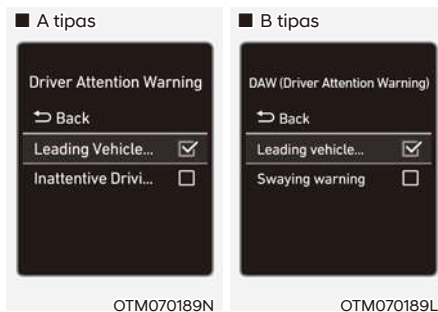 ■ A tipas
Driver Attention Warning
Back
Leading Vehicle...
Inattentive Drivi...
OTM070189N
■ B tipas
DAW (Driver Attention Warning)
Back
Leading vehicle...
Swaying warning
OTM070189L